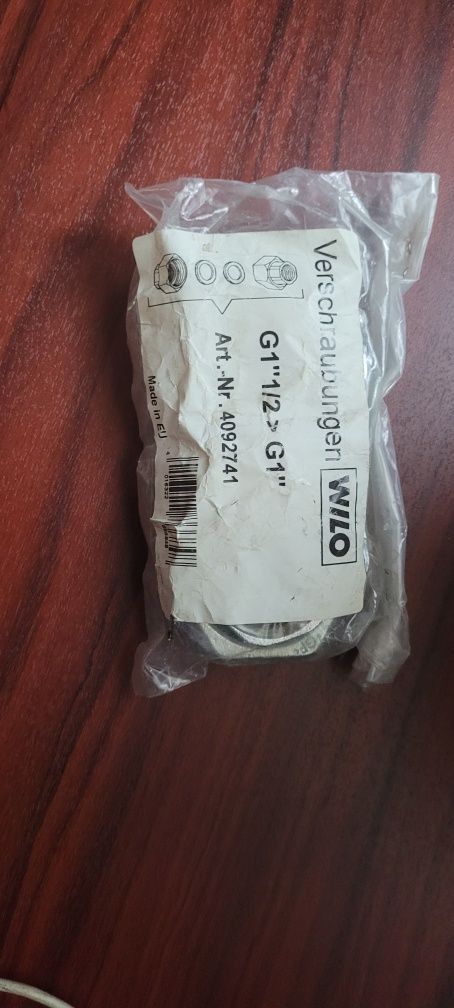 Verschraubungen WILO
G1"1/2 > G1"
Art.-Nr. 4092741
Made in EU